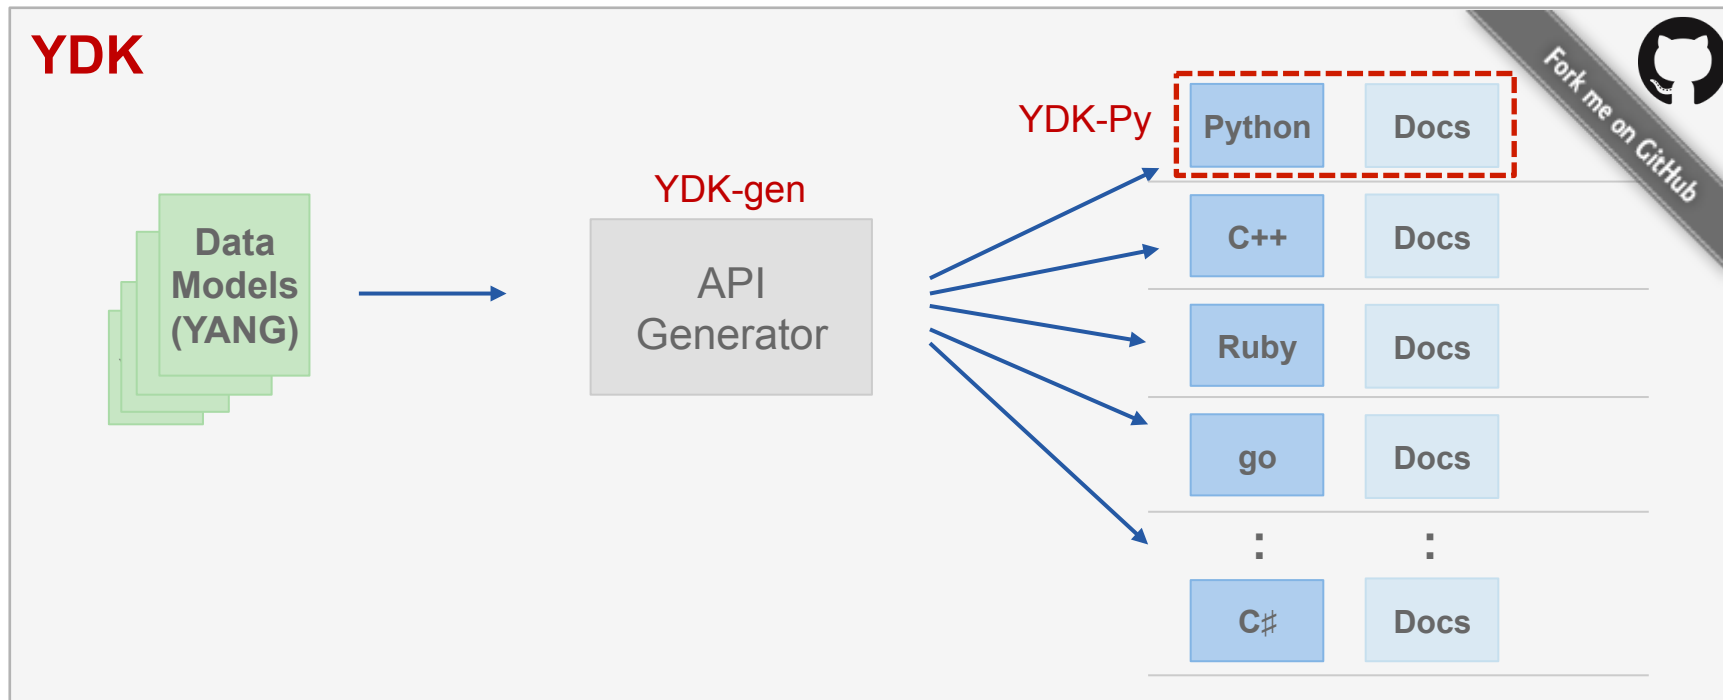 YDK
Fork me on GitHub
YDK-Py
Python
Docs
YDK-gen
Data
Models
(YANG)
API
Generator
C++
Docs
Ruby
Docs
go
Docs
:
:
C♯
Docs